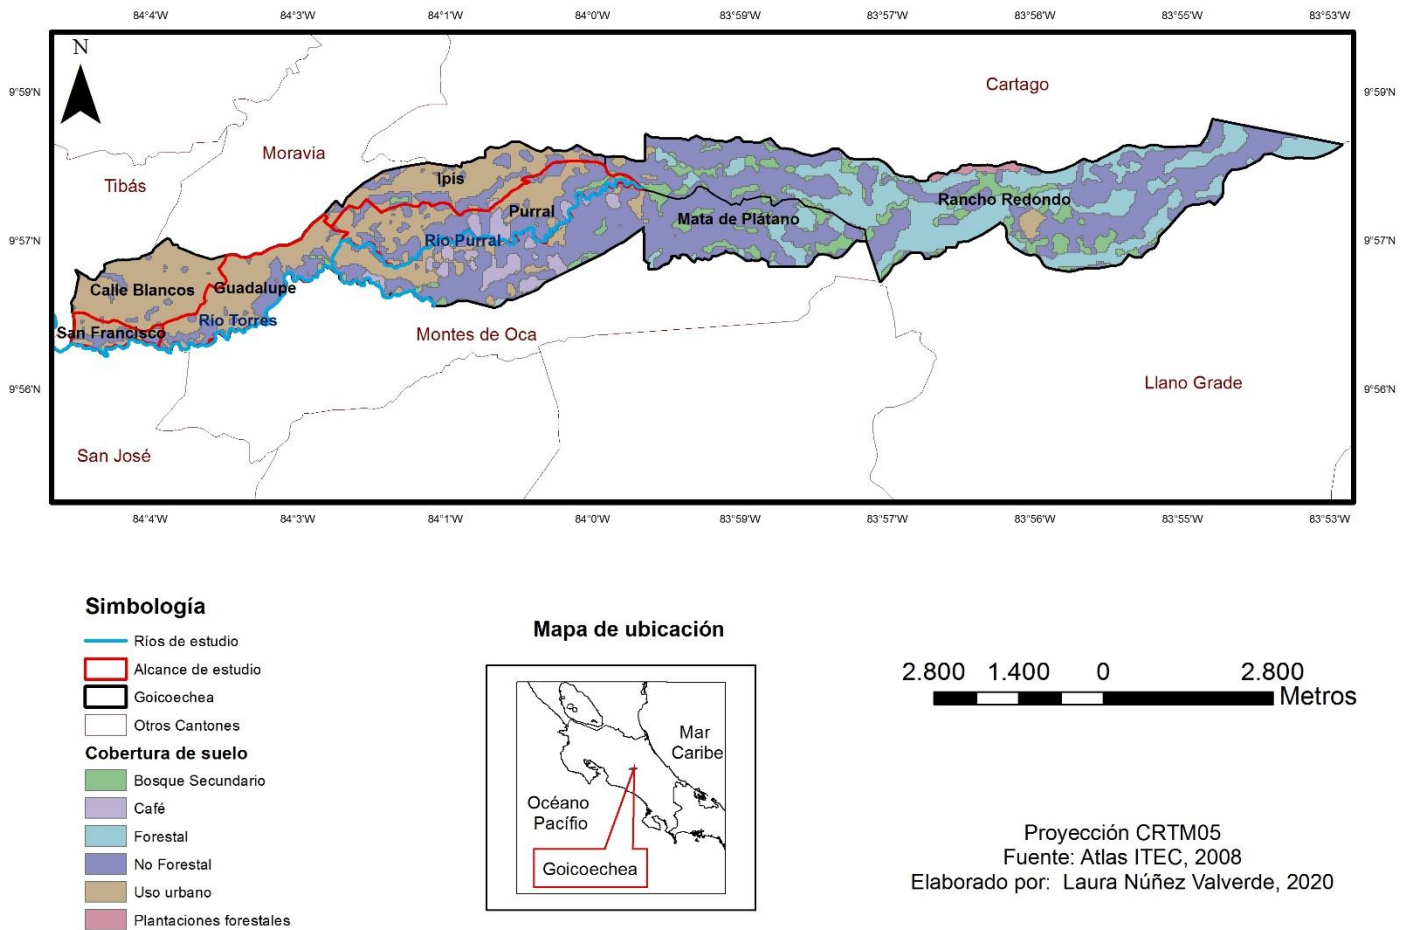 84°4'W 84°3'W 84°1'W 84°0'W 83°59'W 83°57'W 83°56'W 83°55'W 83°53'W
N
9°59'N
Cartago
9°59'N
Moravia
Tibás
Ipís
Rancho Redondo
Purral
Mata de Plátano
9°57'N
Río Purral
9°57'N
Calle Blancos
Guadalupe
Río Torres
San Francisco
Montes de Oca
9°56'N
Llano Grade
9°56'N
San José
84°4'W 84°3'W 84°1'W 84°0'W 83°59'W 83°57'W 83°56'W 83°55'W 83°53'W
Simbología
Ríos de estudio
Alcance de estudio
Goicoechea
Otros Cantones
Cobertura de suelo
Bosque Secundario
Café
Forestal
No Forestal
Uso urbano
Plantaciones forestales
Mapa de ubicación
Mar
Caribe
Océano
Pacífio
Goicoechea
2.800 1.400 0 2.800
Metros
Proyección CRTM05
Fuente: Atlas ITEC, 2008
Elaborado por: Laura Núñez Valverde, 2020